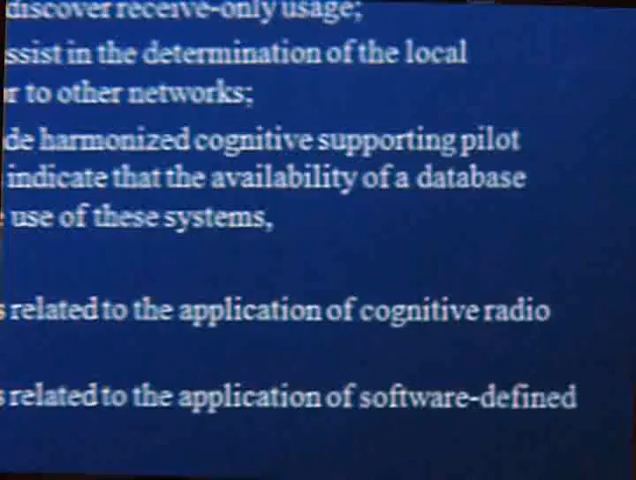 discover receive-only usage;
ssist in the determination of the local
r to other networks;
de harmonized cognitive supporting pilot
indicate that the availability of a database
e use of these systems,
s related to the application of cognitive radio
s related to the application of software-defined